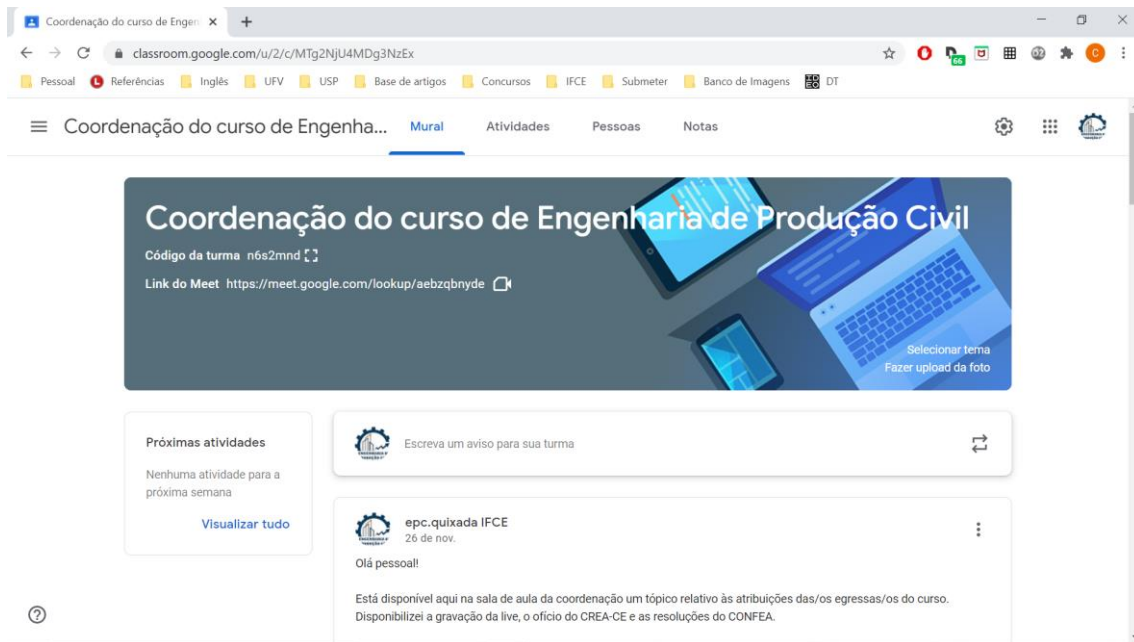 Coordenação do curso de Engen
classroom.google.com/u/2/c/MTg2NjU4MDg3NzEx
66
C
Pessoal Referências Inglês UFV USP Base de artigos Concursos IFCE Submeter Banco de Imagens DT
Coordenação do curso de Engenha... Mural Atividades Pessoas Notas
Coordenação do curso de Engenharia de Produção Civil
Código da turma n6s2mnd
Link do Meet https://meet.google.com/lookup/aebzqbnyde
Selecionar tema
Fazer upload da foto
Próximas atividades
Nenhuma atividade para a
próxima semana
Visualizar tudo
Escreva um aviso para sua turma
epc.quixada IFCE
26 de nov.
Olá pessoal!
Está disponível aqui na sala de aula da coordenação um tópico relativo às atribuições das/os egressas/os do curso.
Disponibilizei a gravação da live, o ofício do CREA-CE e as resoluções do CONFEA.